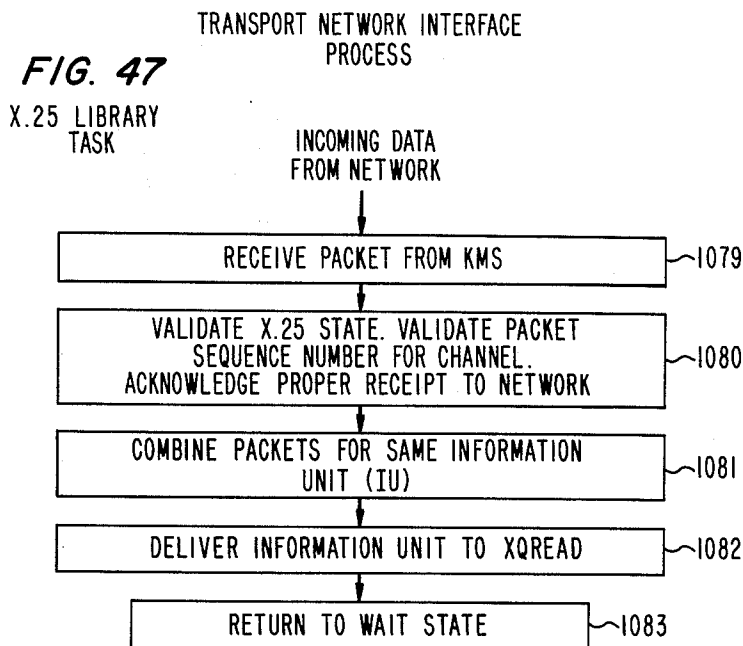 TRANSPORT NETWORK INTERFACE
PROCESS
FIG. 47
X.25 LIBRARY
TASK
INCOMING DATA
FROM NETWORK
RECEIVE PACKET FROM KMS
1079
VALIDATE X.25 STATE. VALIDATE PACKET
SEQUENCE NUMBER FOR CHANNEL.
ACKNOWLEDGE PROPER RECEIPT TO NETWORK
1080
COMBINE PACKETS FOR SAME INFORMATION
UNIT (IU)
1081
DELIVER INFORMATION UNIT TO XQREAD
1082
RETURN TO WAIT STATE
1083